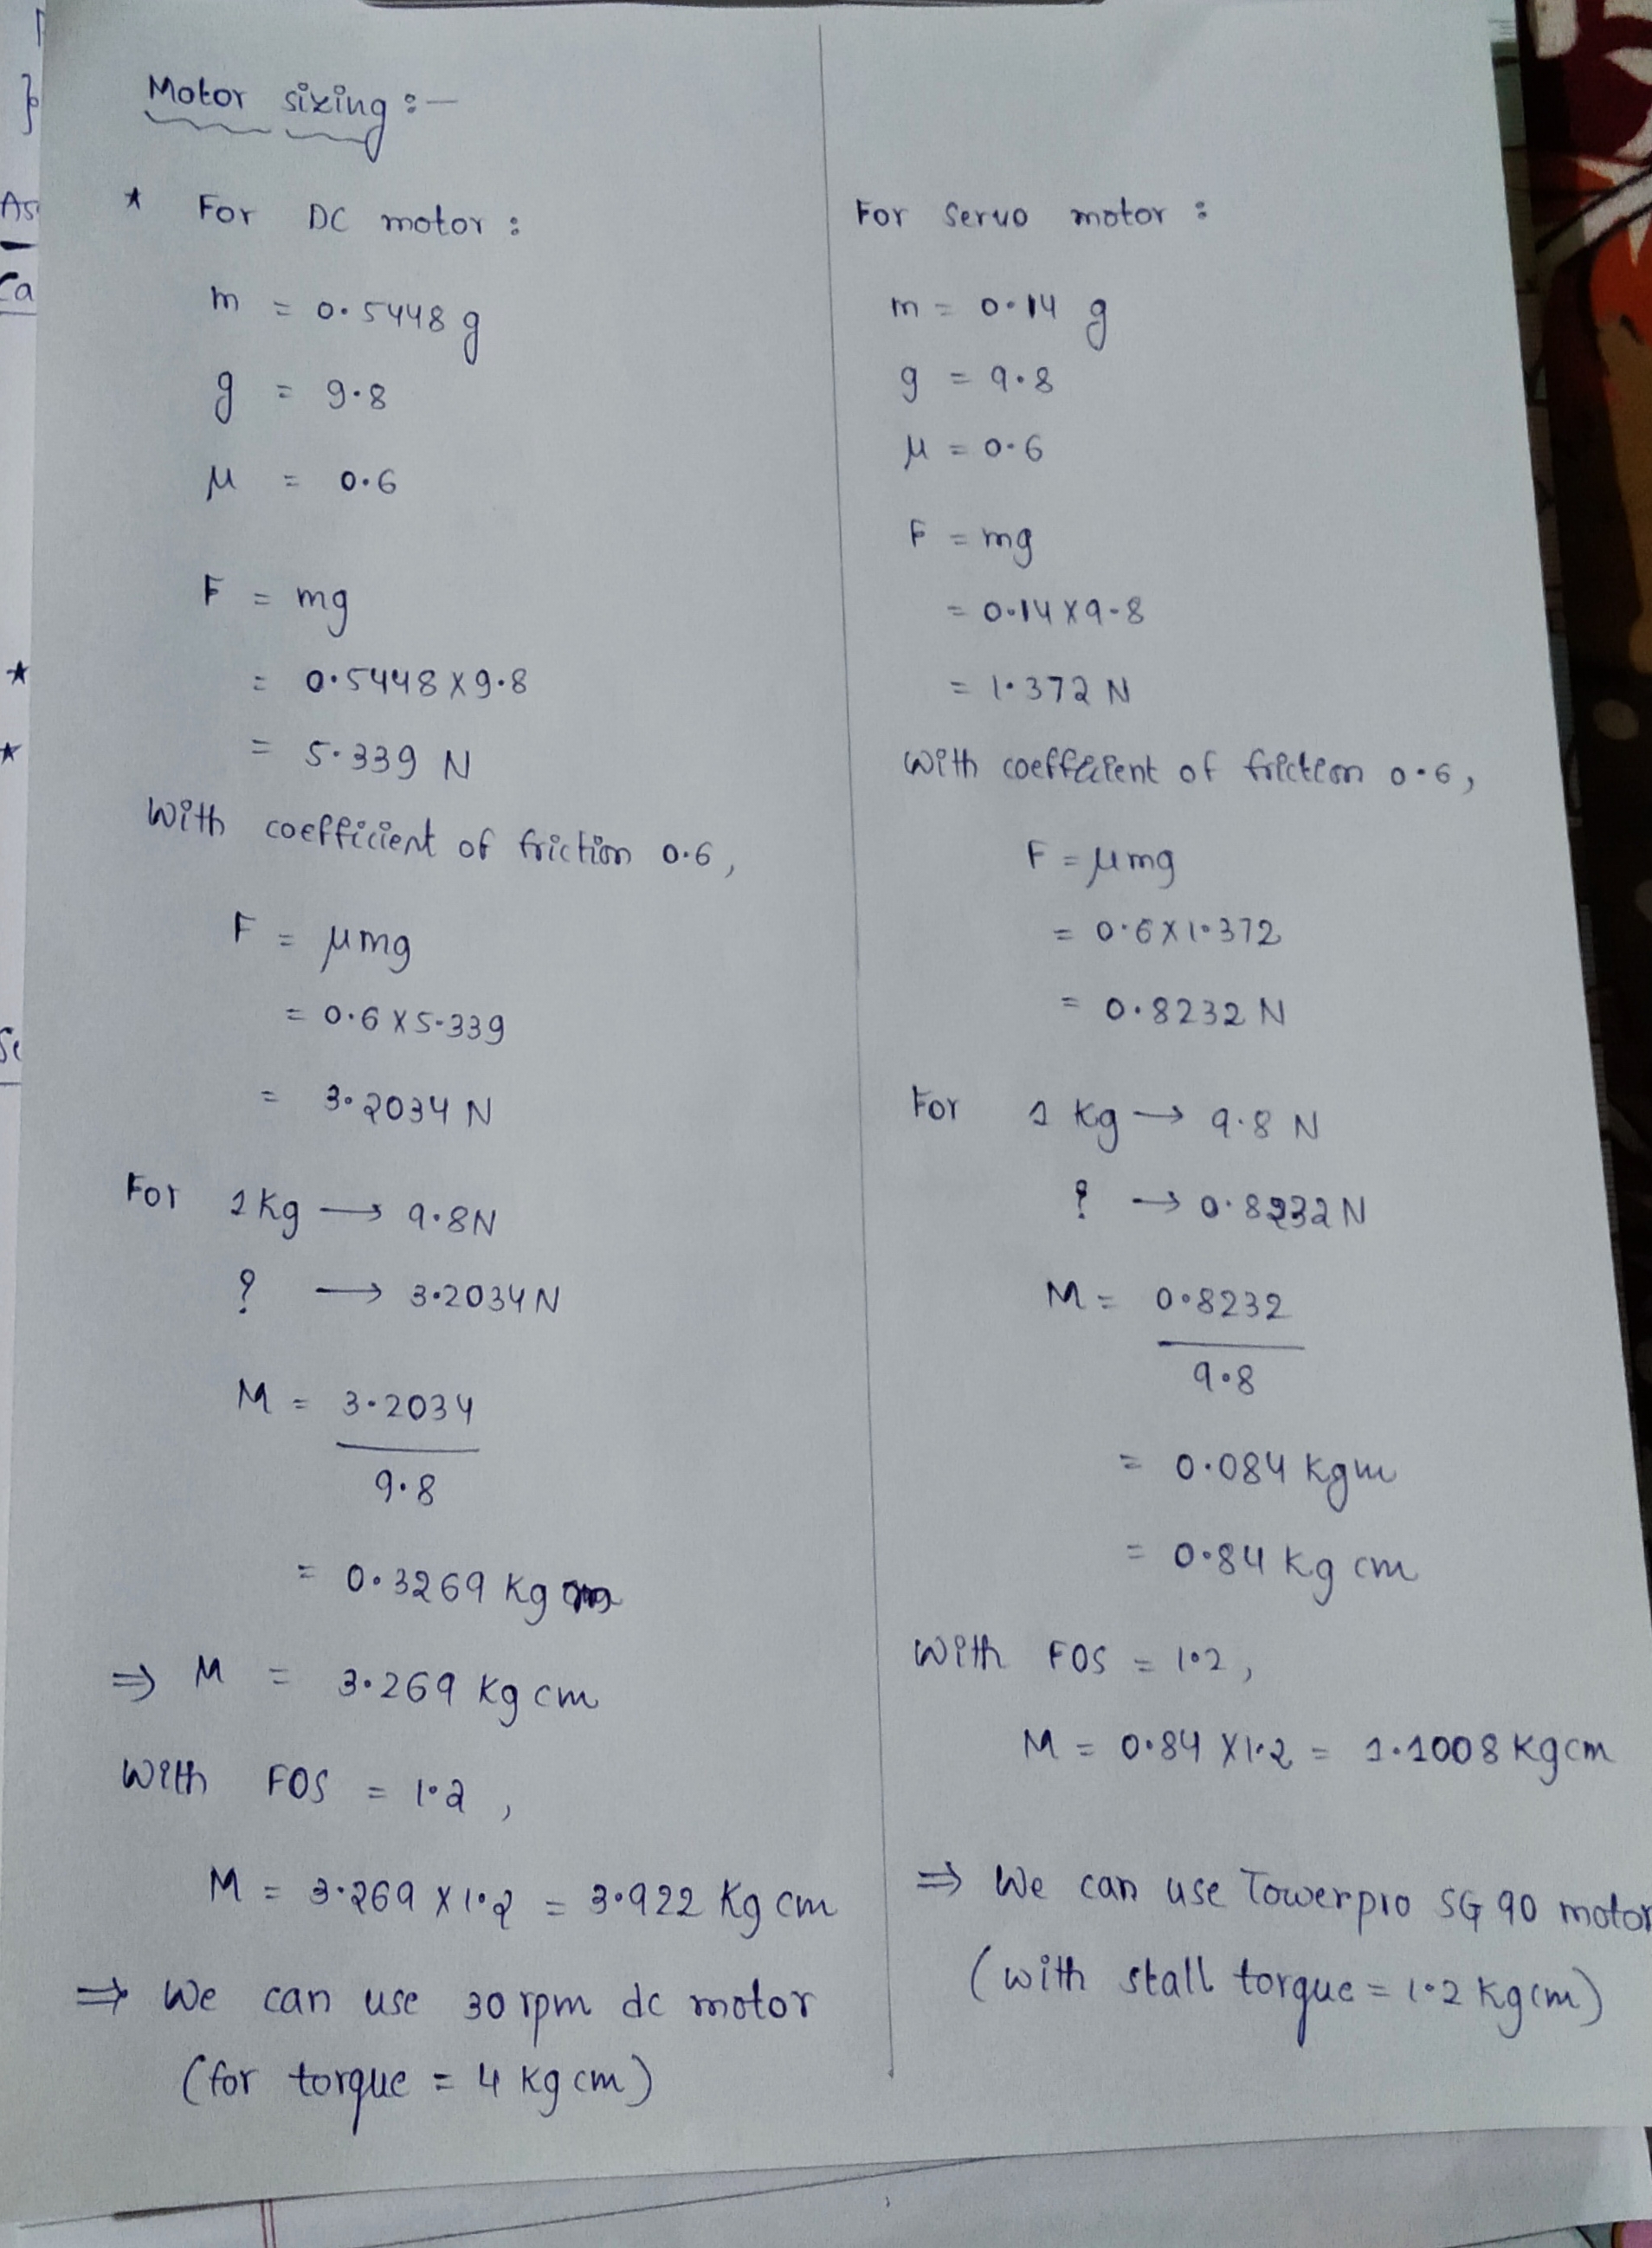 Motor sizing :-
* For DC motor :
m = 0.5448 g
g = 9.8
μ = 0.6
F = mg
= 0.5448 x 9.8
= 5.339 N
With coefficient of friction 0.6,
F = μmg
= 0.6 x 5.339
= 3.2034 N
For 1 Kg → 9.8N
? → 3.2034N
M = 3.2034
9.8
= 0.3269 Kg
⇒ M = 3.269 Kg cm
With FOS = 1.2 ,
M = 3.269 x 1.2 = 3.922 Kg cm
⇒ We can use 30 rpm dc motor
(for torque = 4 Kg cm)
For servo motor :
m = 0.14 g
g = 9.8
μ = 0.6
F = mg
= 0.14 x 9.8
= 1.372 N
With coefficient of friction 0.6,
F = μmg
= 0.6 x 1.372
= 0.8232 N
For 1 Kg → 9.8 N
? → 0.8232 N
M = 0.8232
9.8
= 0.084 Kgm
= 0.84 Kg cm
With FOS = 1.2 ,
M = 0.84 x 1.2 = 1.1008 Kgcm
⇒ We can use Towerpro SG 90 motor
(with stall torque = 1.2 Kgcm)